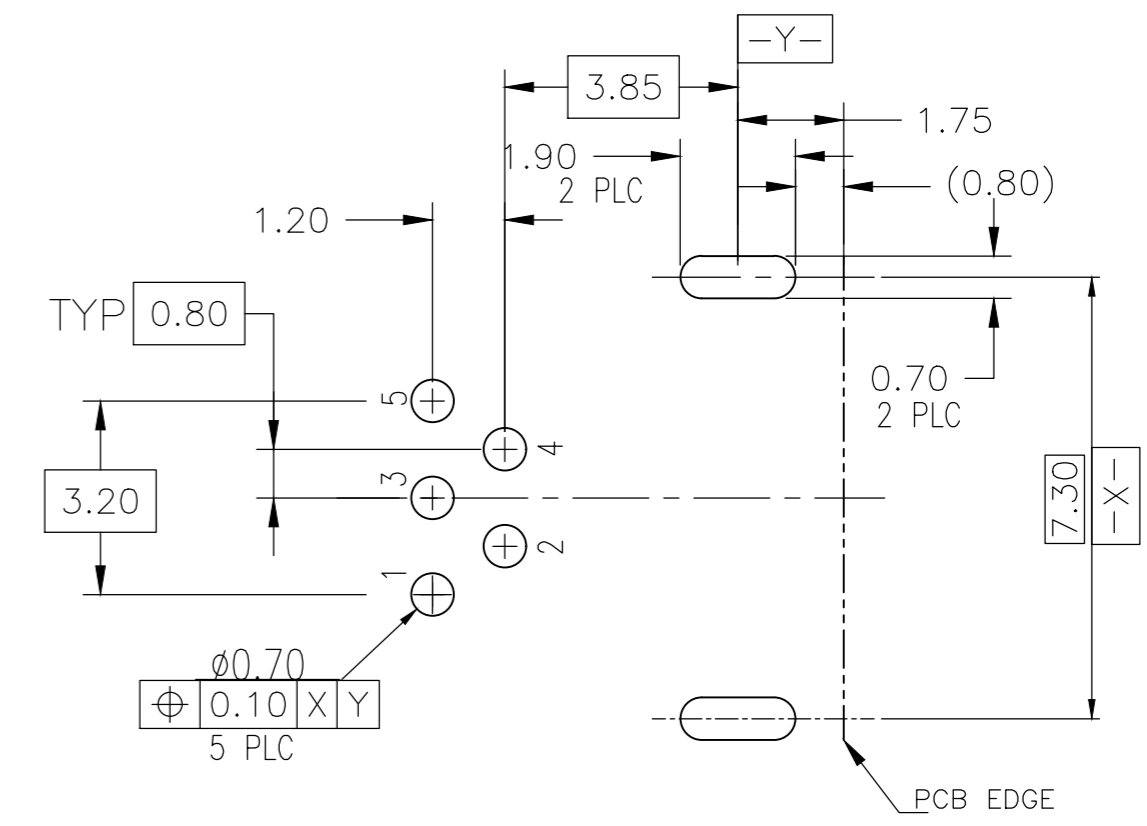 -Y-
3.85
1.75
1.90
2 PLC
(0.80)
1.20
TYP 0.80
0.70
2 PLC
5
4
3
3.20
7.30
-X-
2
1
⌀0.70
⌖ 0.10 X Y
5 PLC
PCB EDGE